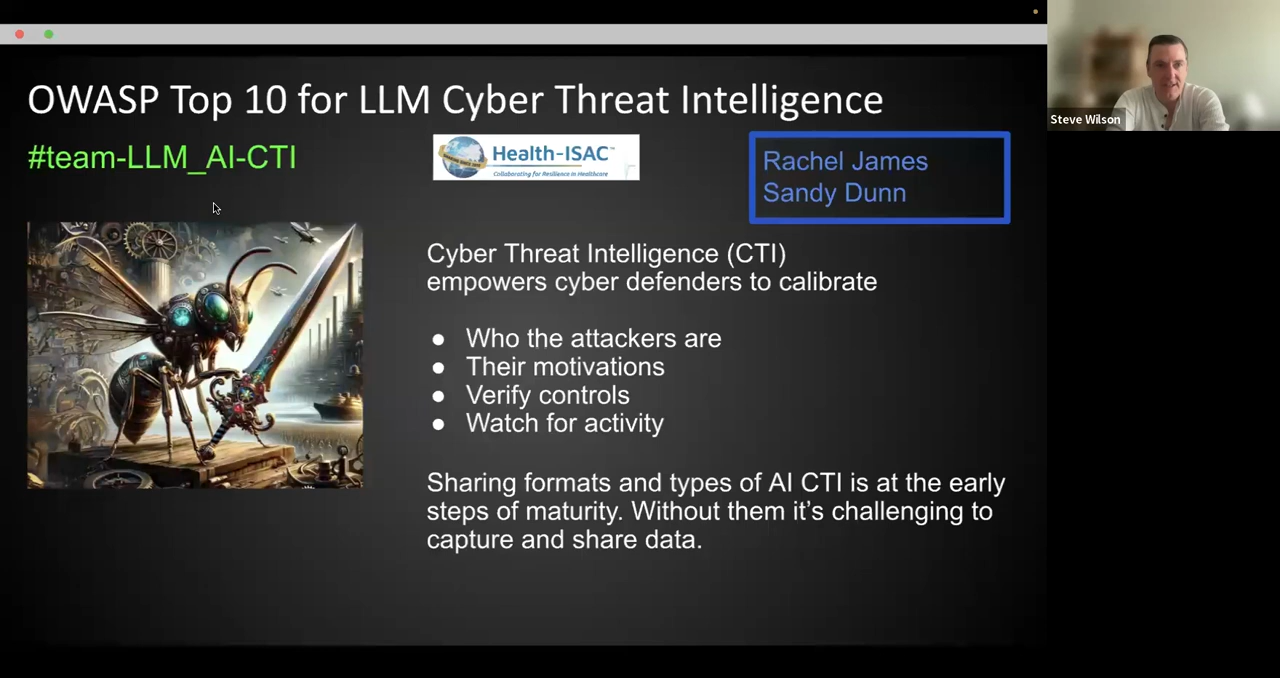 OWASP Top 10 for LLM Cyber Threat Intelligence
#team-LLM_AI-CTI
Health-ISAC™
Collaborating for Resilience in Healthcare
Rachel James
Sandy Dunn
Steve Wilson
Cyber Threat Intelligence (CTI)
empowers cyber defenders to calibrate
● Who the attackers are
● Their motivations
● Verify controls
● Watch for activity
Sharing formats and types of AI CTI is at the early
steps of maturity. Without them it’s challenging to
capture and share data.